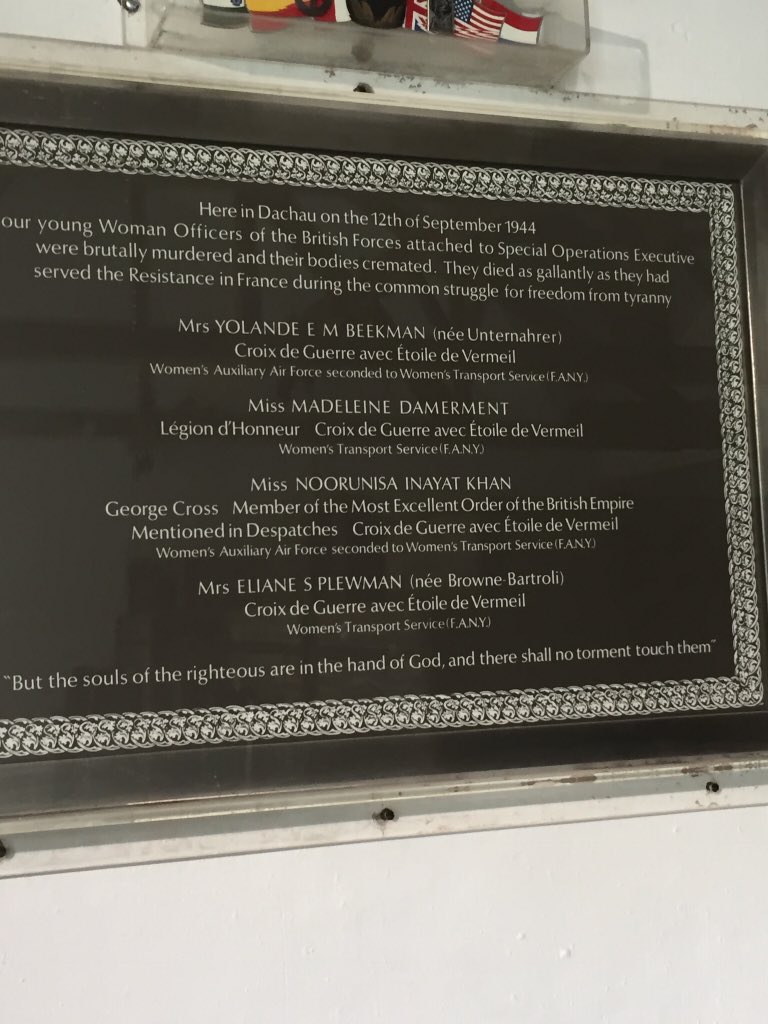 Here in Dachau on the 12th of September 1944
our young Woman Officers of the British Forces attached to Special Operations Executive
were brutally murdered and their bodies cremated. They died as gallantly as they had
served the Resistance in France during the common struggle for freedom from tyranny
Mrs YOLANDE E M BEEKMAN (née Unternahrer)
Croix de Guerre avec Étoile de Vermeil
Women's Auxiliary Air Force seconded to Women's Transport Service (F.A.N.Y.)
Miss MADELEINE DAMERMENT
Légion d'Honneur Croix de Guerre avec Étoile de Vermeil
Women's Transport Service (F.A.N.Y.)
Miss NOORUNISA INAYAT KHAN
George Cross Member of the Most Excellent Order of the British Empire
Mentioned in Despatches Croix de Guerre avec Étoile de Vermeil
Women's Auxiliary Air Force seconded to Women's Transport Service (F.A.N.Y.)
Mrs ELIANE S PLEWMAN (née Browne-Bartroli)
Croix de Guerre avec Étoile de Vermeil
Women's Transport Service (F.A.N.Y.)
"But the souls of the righteous are in the hand of God, and there shall no torment touch them"